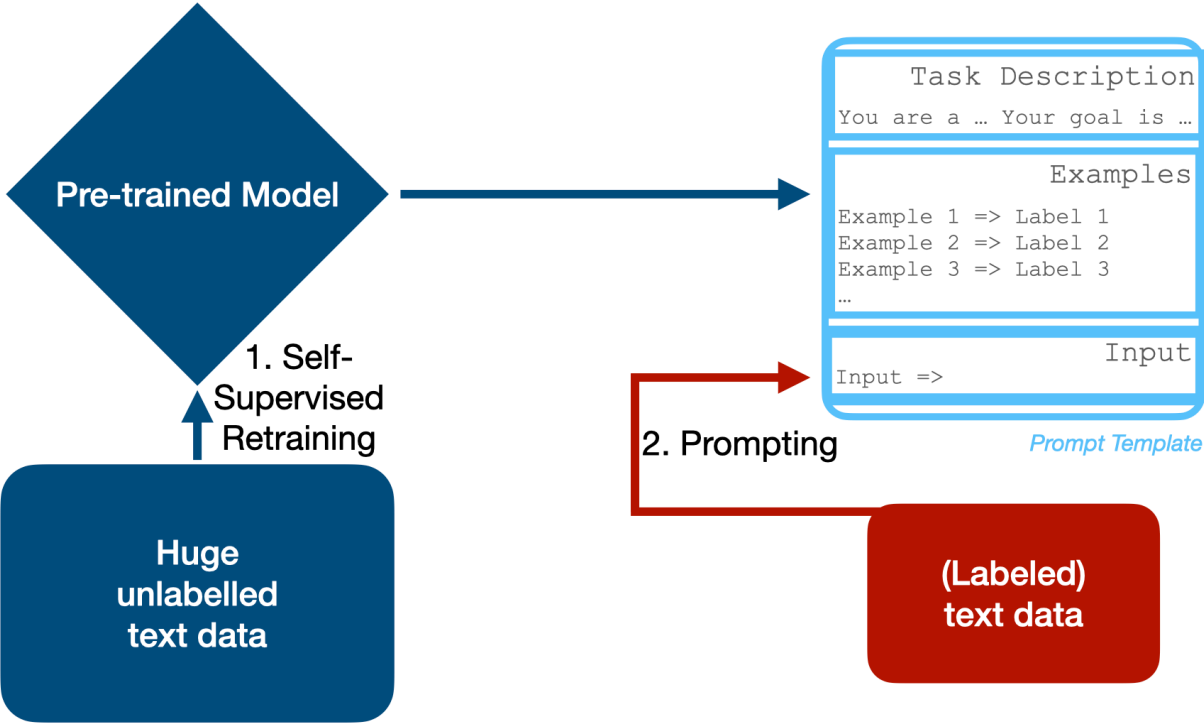 Pre-trained Model
1. Self-
Supervised
Retraining
Huge
unlabelled
text data
Task Description
You are a … Your goal is …
Examples
Example 1 => Label 1
Example 2 => Label 2
Example 3 => Label 3
…
Input
Input =>
Prompt Template
2. Prompting
(Labeled)
text data